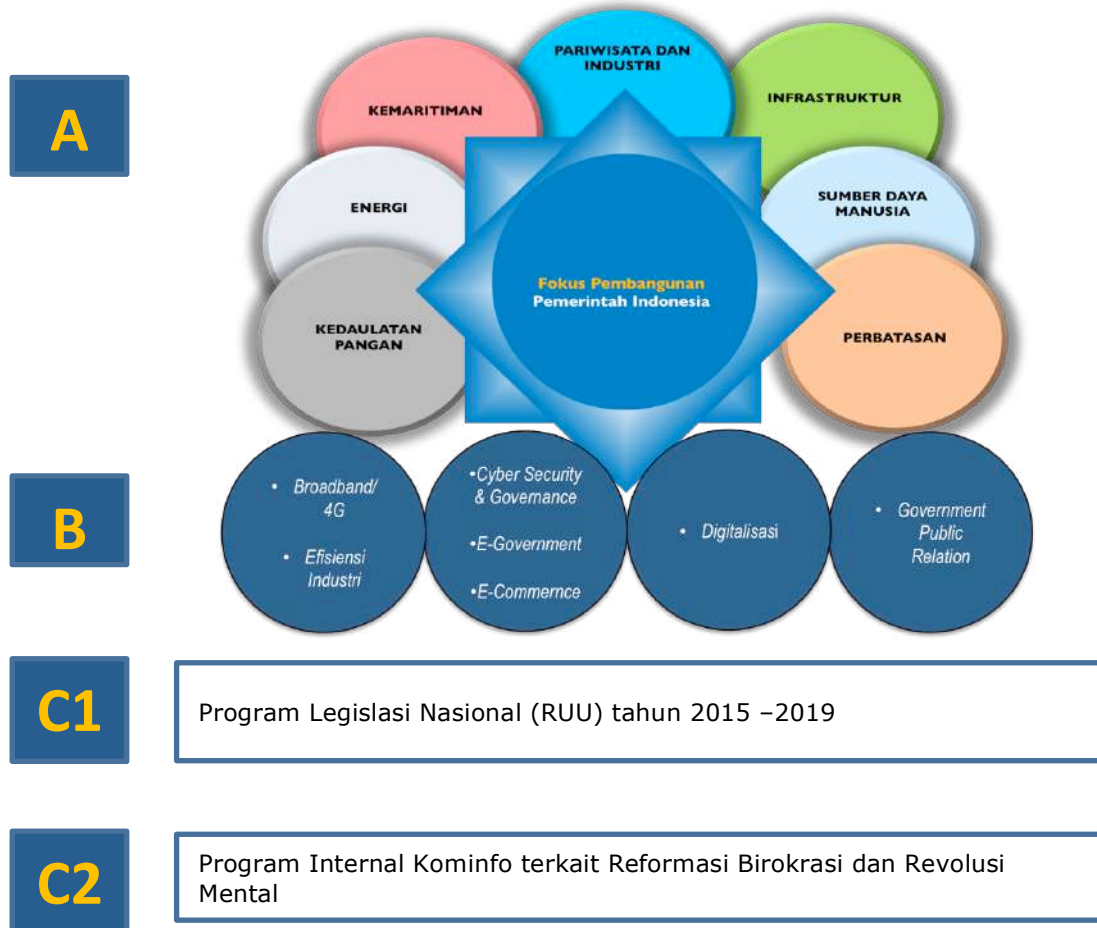 A
PARIWISATA DAN
INDUSTRI
KEMARITIMAN
INFRASTRUKTUR
ENERGI
SUMBER DAYA
MANUSIA
Fokus Pembangunan
Pemerintah Indonesia
KEDAULATAN
PANGAN
PERBATASAN
B
• Broadband/
4G
• Efisiensi
Industri
•Cyber Security
& Governance
•E-Government
•E-Commernce
• Digitalisasi
• Government
Public
Relation
C1
Program Legislasi Nasional (RUU) tahun 2015 –2019
C2
Program Internal Kominfo terkait Reformasi Birokrasi dan Revolusi
Mental